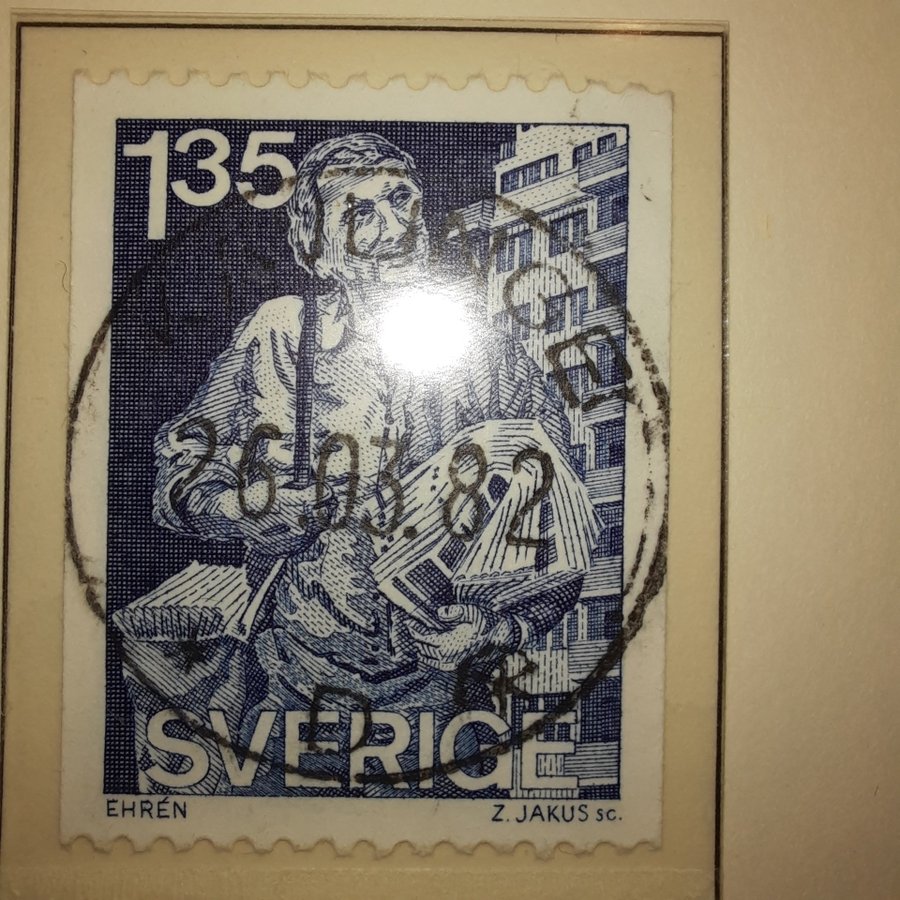 135
26.03.82
SVERIGE
EHRÉN Z. JAKUS sc.